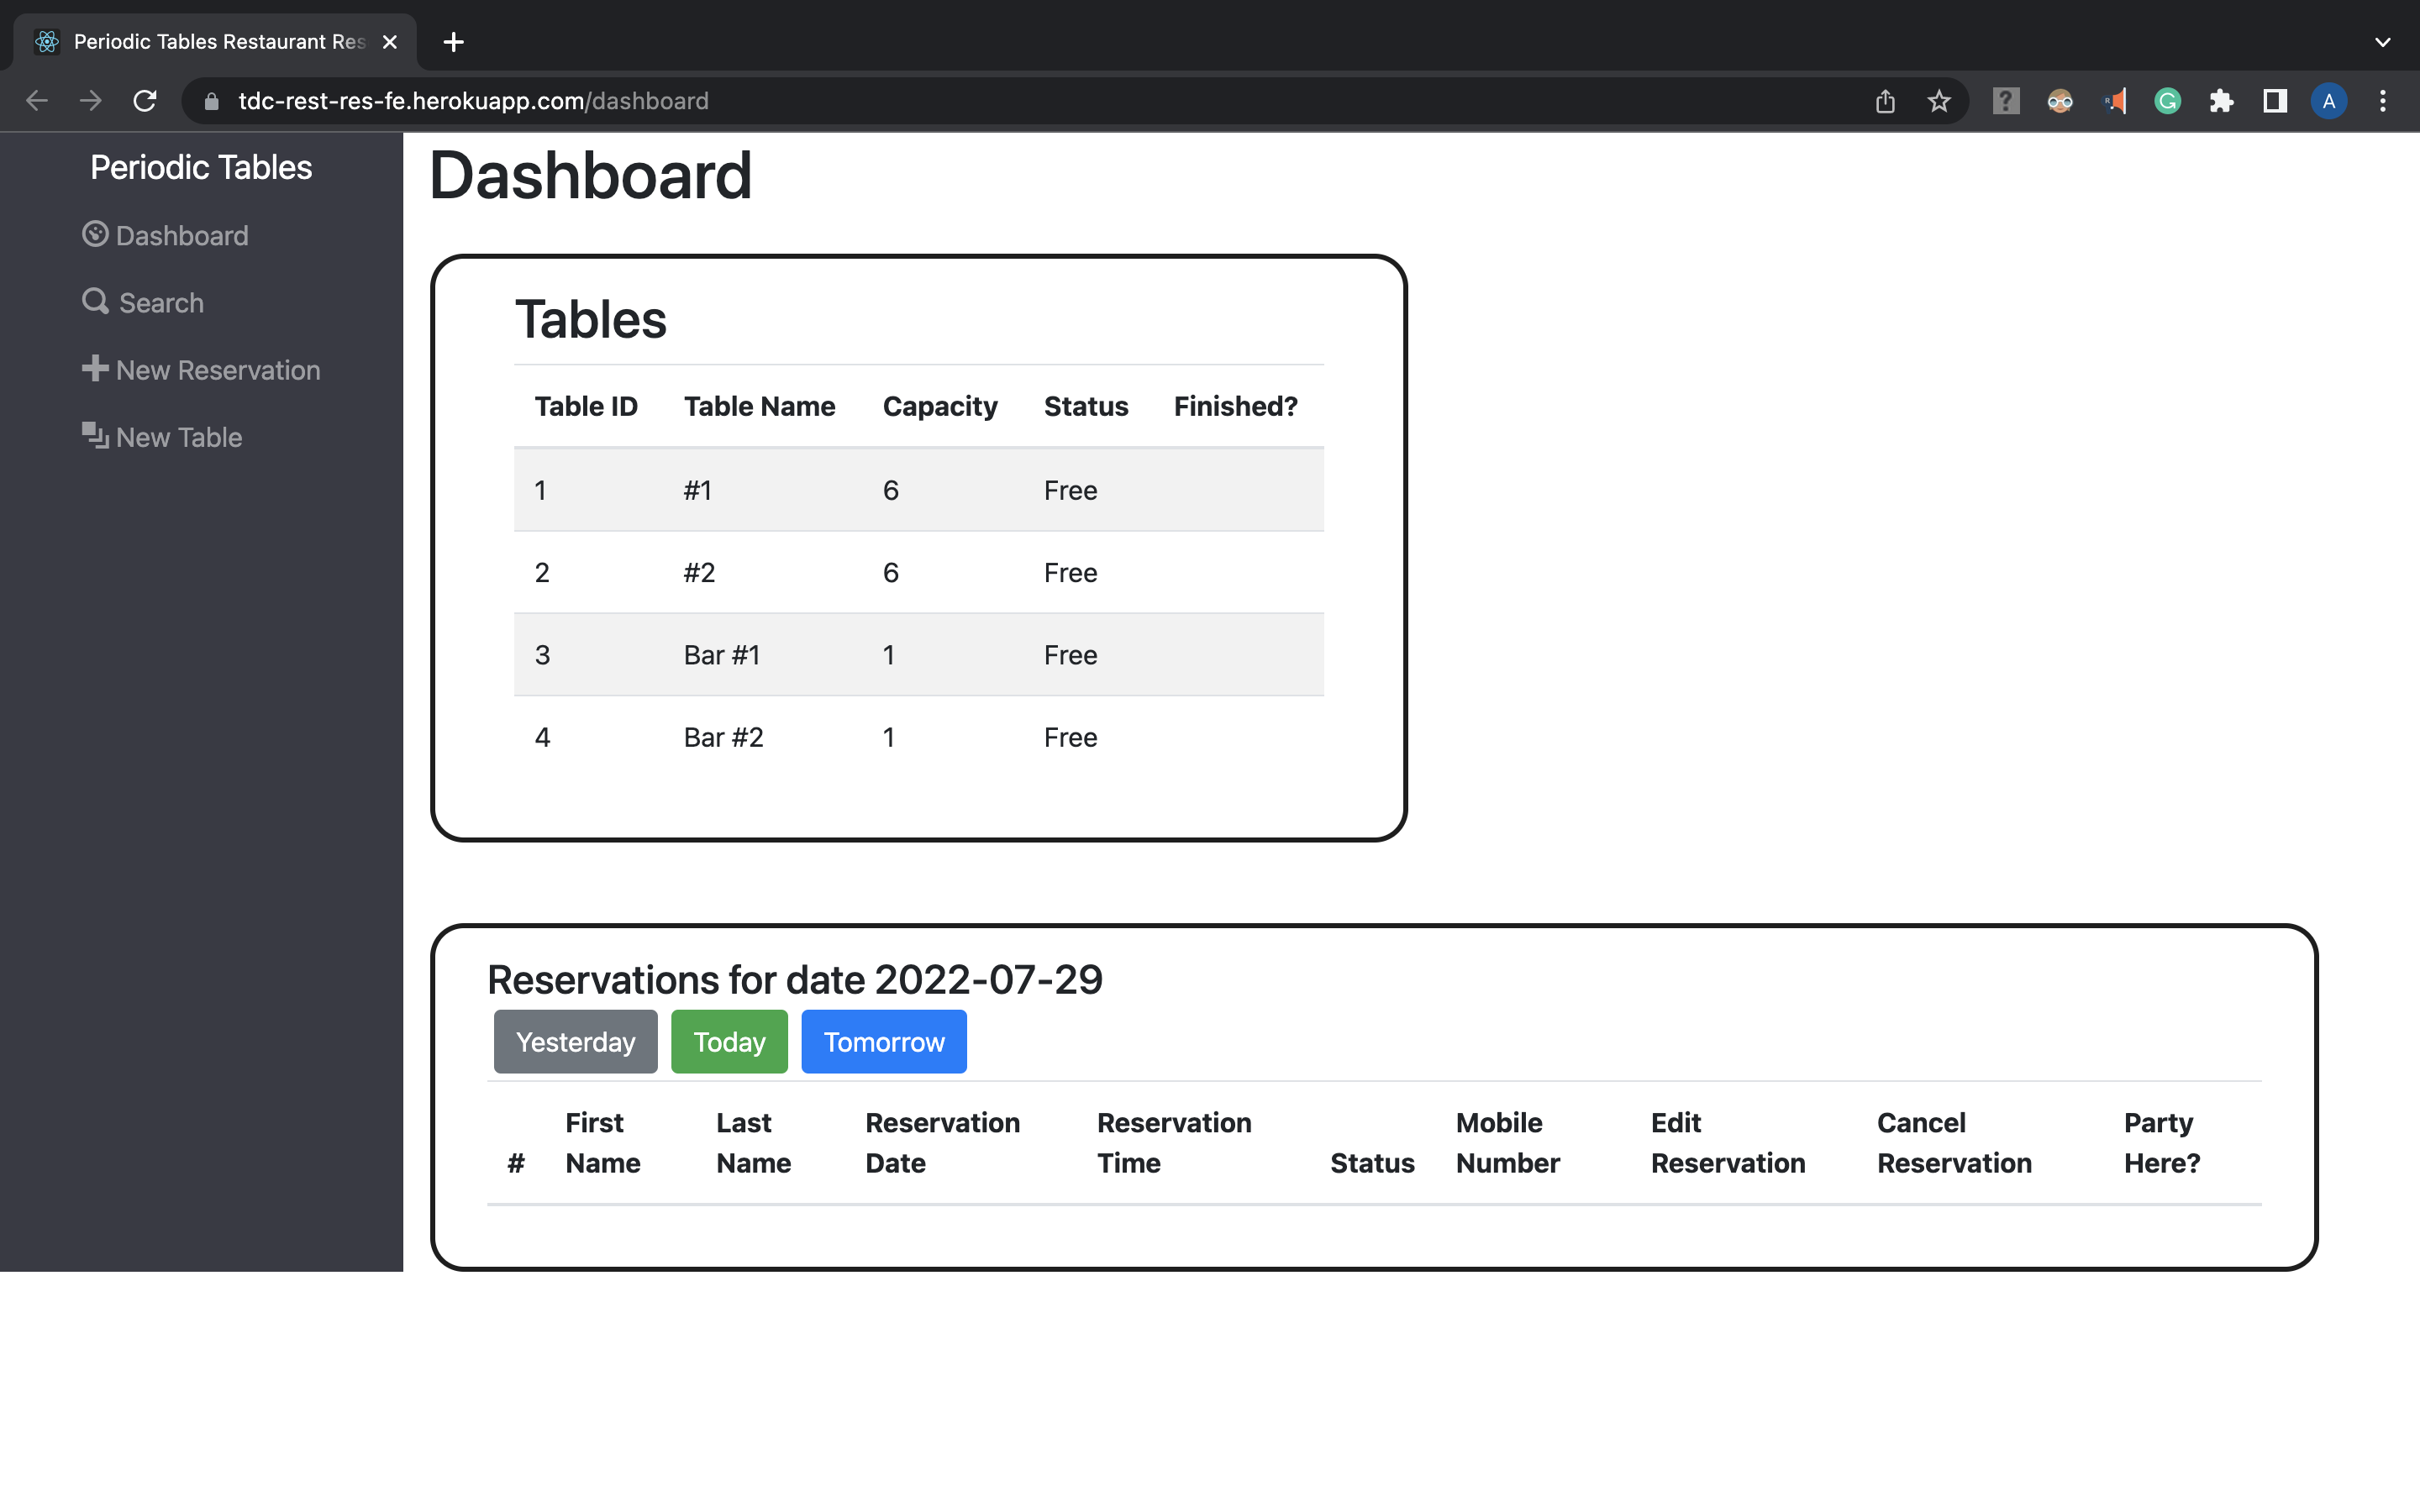 Periodic Tables Restaurant Res
tdc-rest-res-fe.herokuapp.com/dashboard
A
Periodic Tables
Dashboard
Search
New Reservation
New Table
Dashboard
Tables
Table ID Table Name Capacity Status Finished?
1 #1 6 Free
2 #2 6 Free
3 Bar #1 1 Free
4 Bar #2 1 Free
Reservations for date 2022-07-29
Yesterday Today Tomorrow
# First Name Last Name Reservation Date Reservation Time Status Mobile Number Edit Reservation Cancel Reservation Party Here?